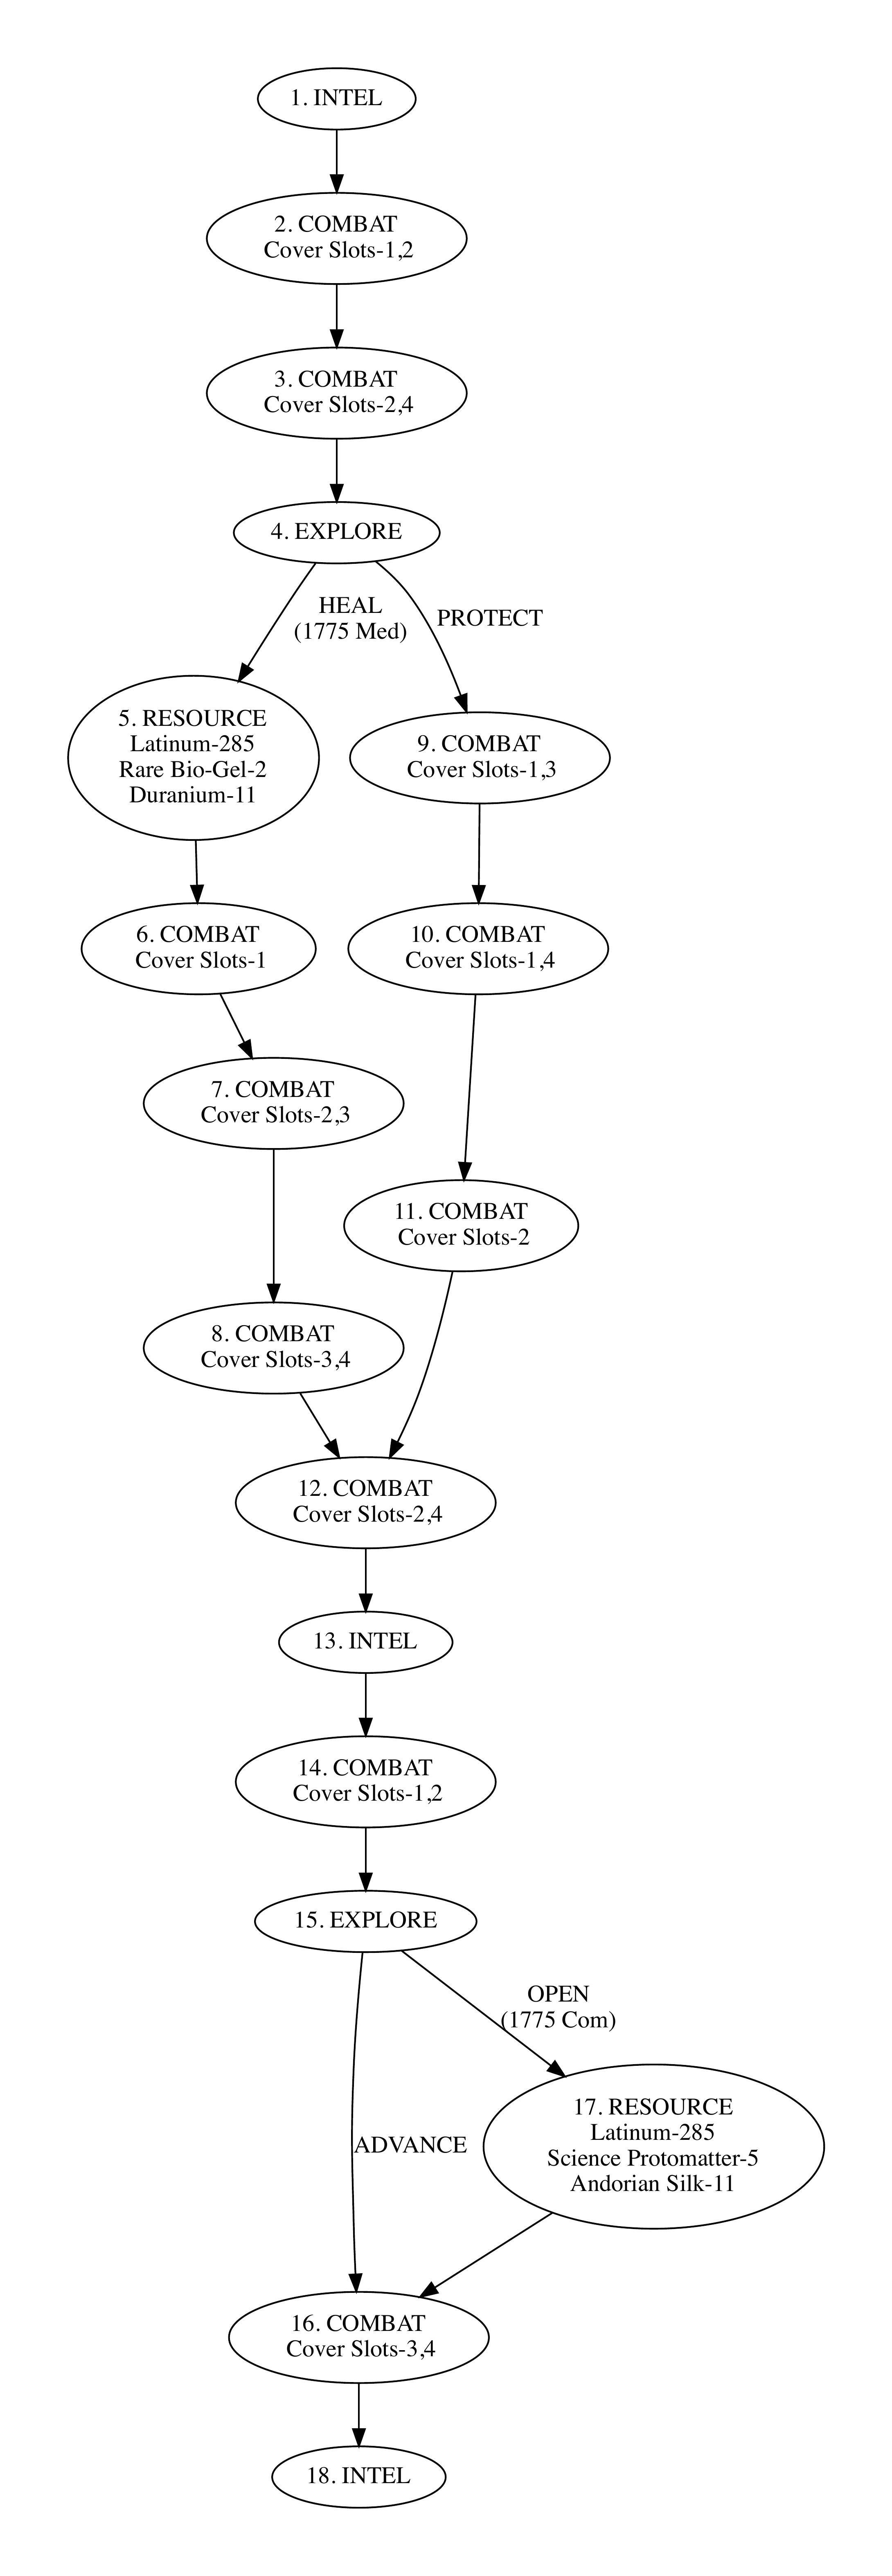 1. INTEL
2. COMBAT
Cover Slots-1,2
3. COMBAT
Cover Slots-2,4
4. EXPLORE
HEAL
(1775 Med)
PROTECT
5. RESOURCE
Latinum-285
Rare Bio-Gel-2
Duranium-11
9. COMBAT
Cover Slots-1,3
6. COMBAT
Cover Slots-1
10. COMBAT
Cover Slots-1,4
7. COMBAT
Cover Slots-2,3
11. COMBAT
Cover Slots-2
8. COMBAT
Cover Slots-3,4
12. COMBAT
Cover Slots-2,4
13. INTEL
14. COMBAT
Cover Slots-1,2
15. EXPLORE
OPEN
(1775 Com)
ADVANCE
17. RESOURCE
Latinum-285
Science Protomatter-5
Andorian Silk-11
16. COMBAT
Cover Slots-3,4
18. INTEL